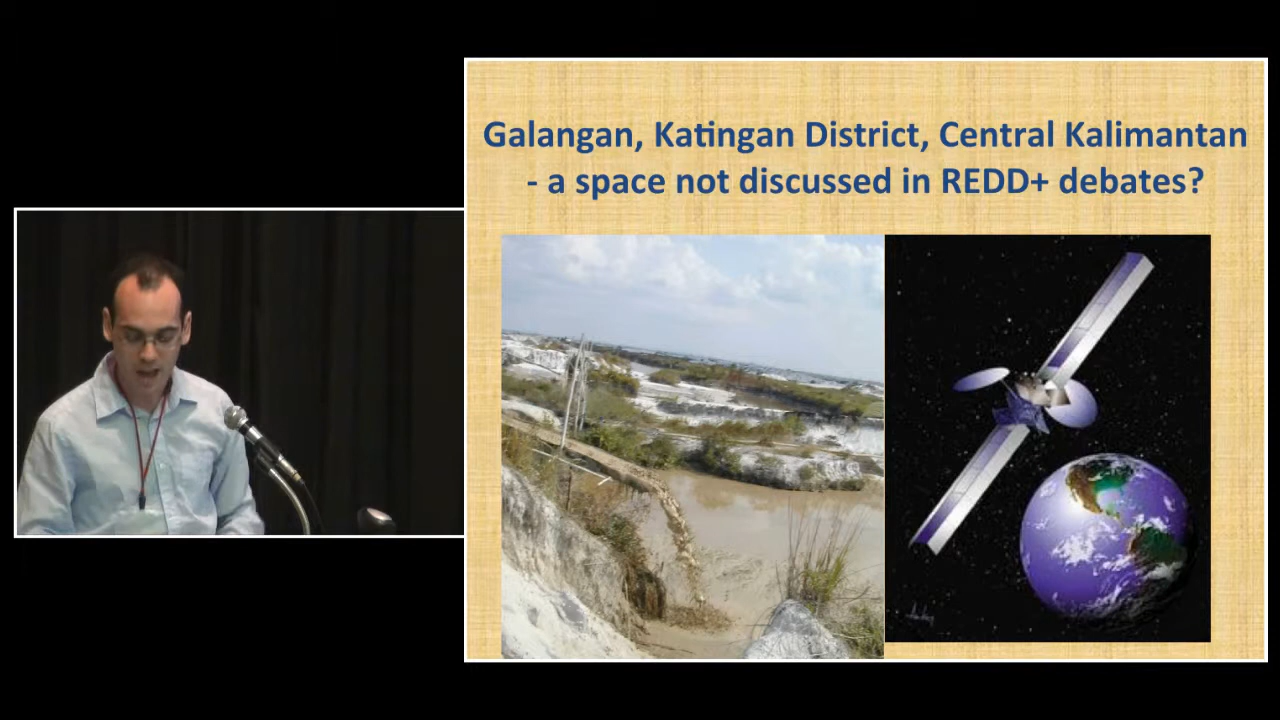 Galangan, Katingan District, Central Kalimantan
- a space not discussed in REDD+ debates?